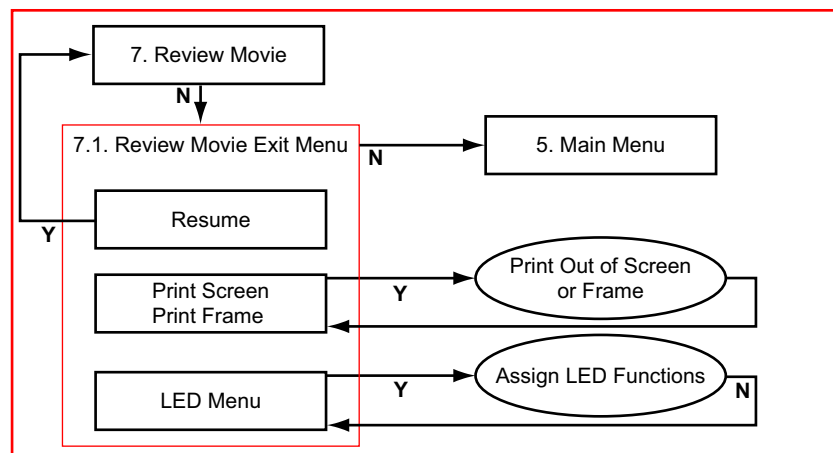 7. Review Movie
N
7.1. Review Movie Exit Menu
N
5. Main Menu
Y
Resume
Print Screen
Print Frame
Y
Print Out of Screen
or Frame
LED Menu
Y
Assign LED Functions
N